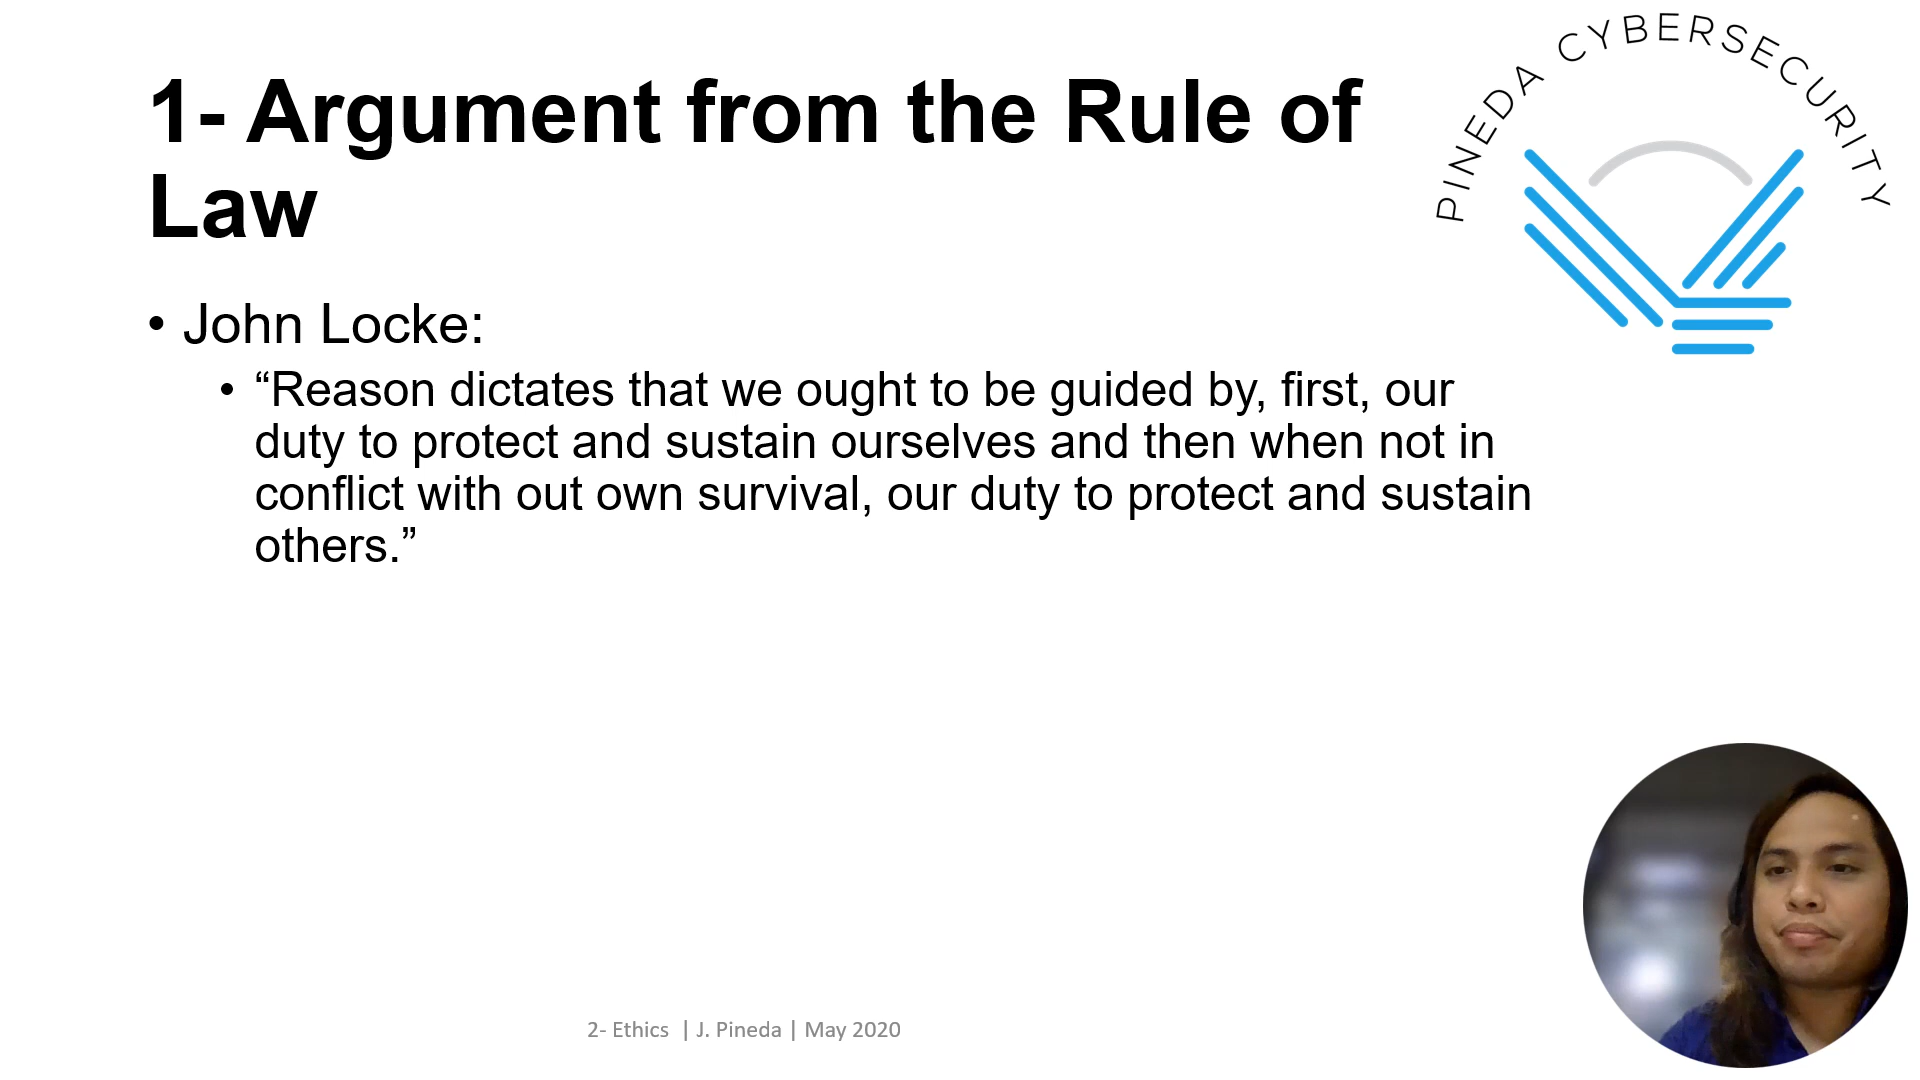 PINEDA CYBERSECURITY
1- Argument from the Rule of
Law
• John Locke:
• “Reason dictates that we ought to be guided by, first, our
duty to protect and sustain ourselves and then when not in
conflict with out own survival, our duty to protect and sustain
others.”
2- Ethics | J. Pineda | May 2020